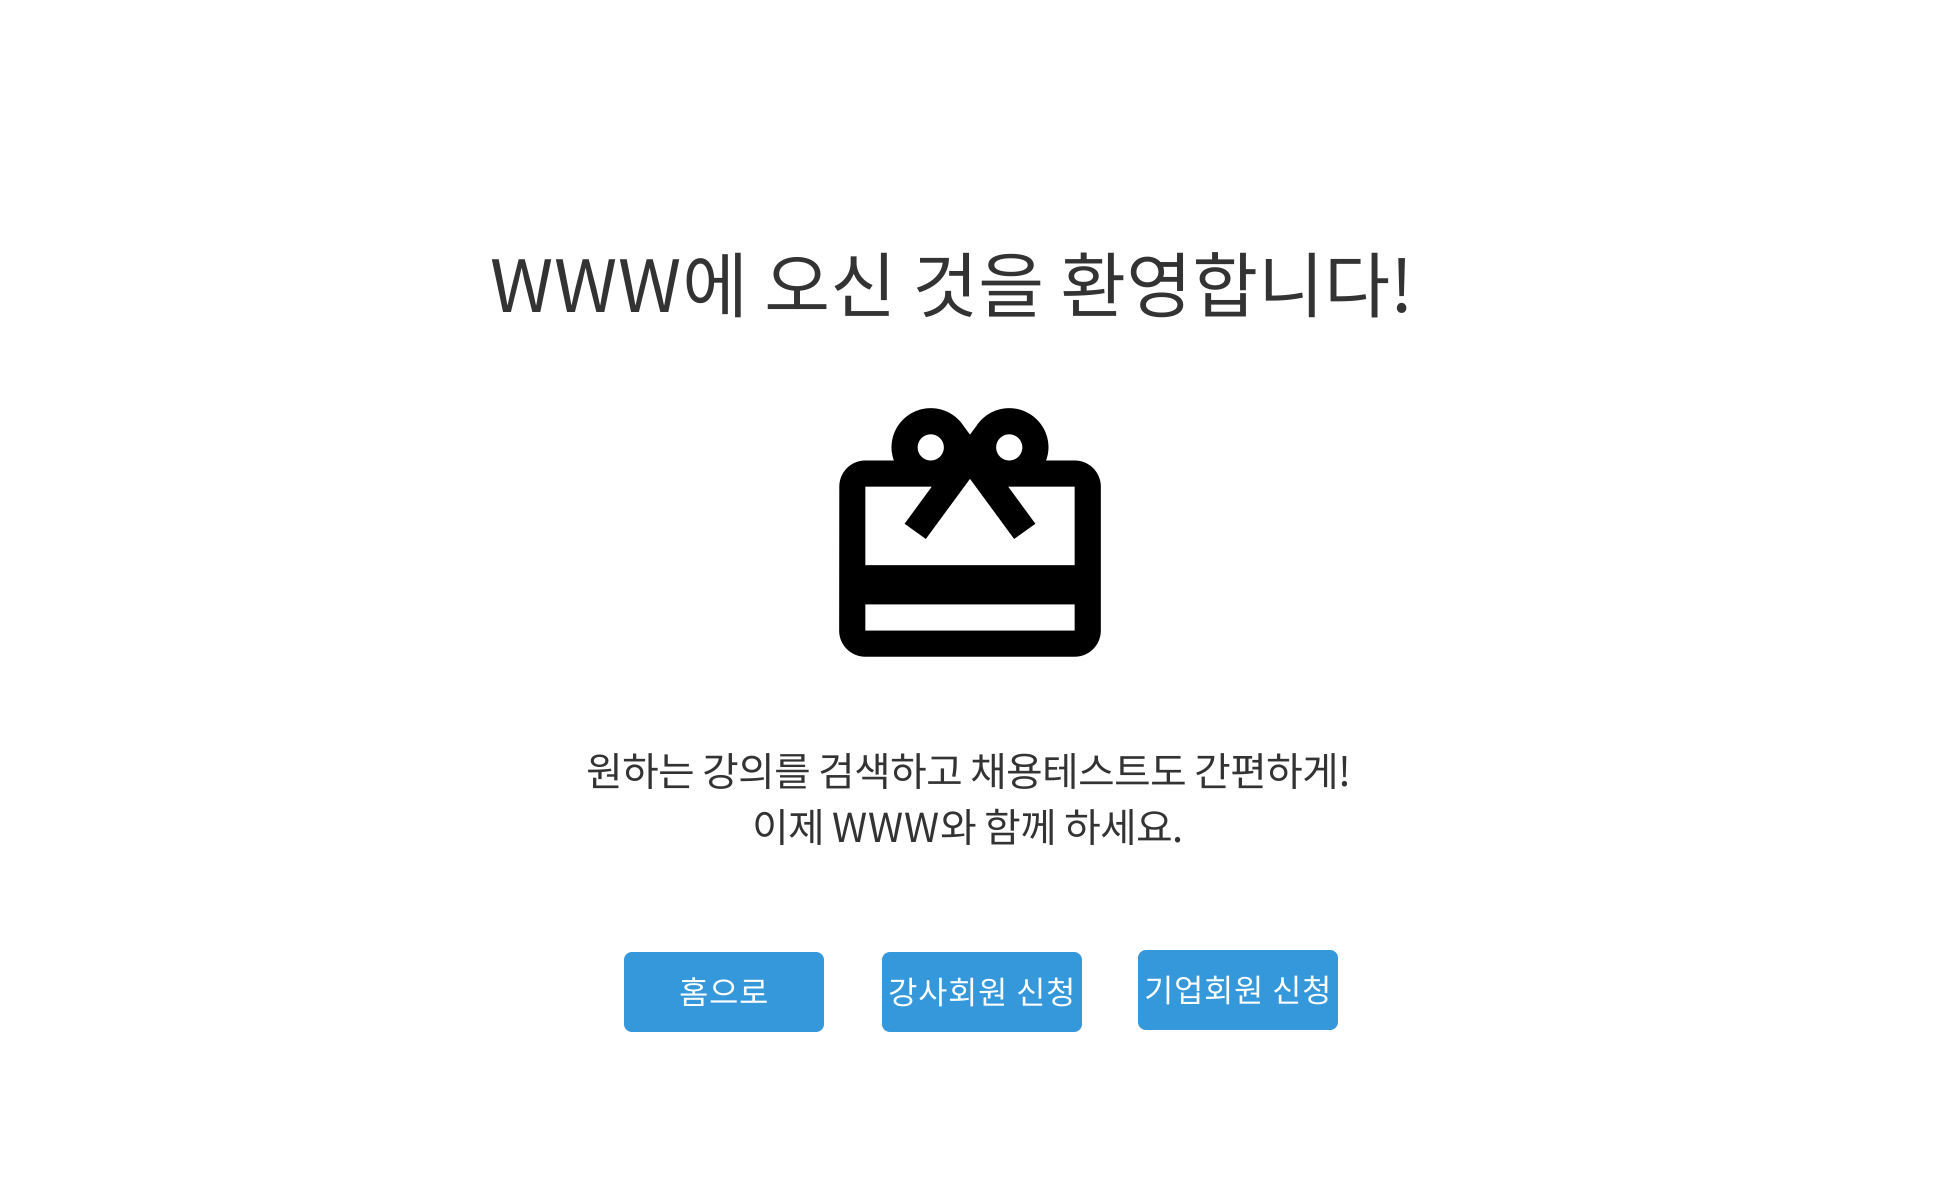 WWW에 오신 것을 환영합니다!
원하는 강의를 검색하고 채용테스트도 간편하게!
이제 WWW와 함께 하세요.
홈으로
강사회원 신청
기업회원 신청